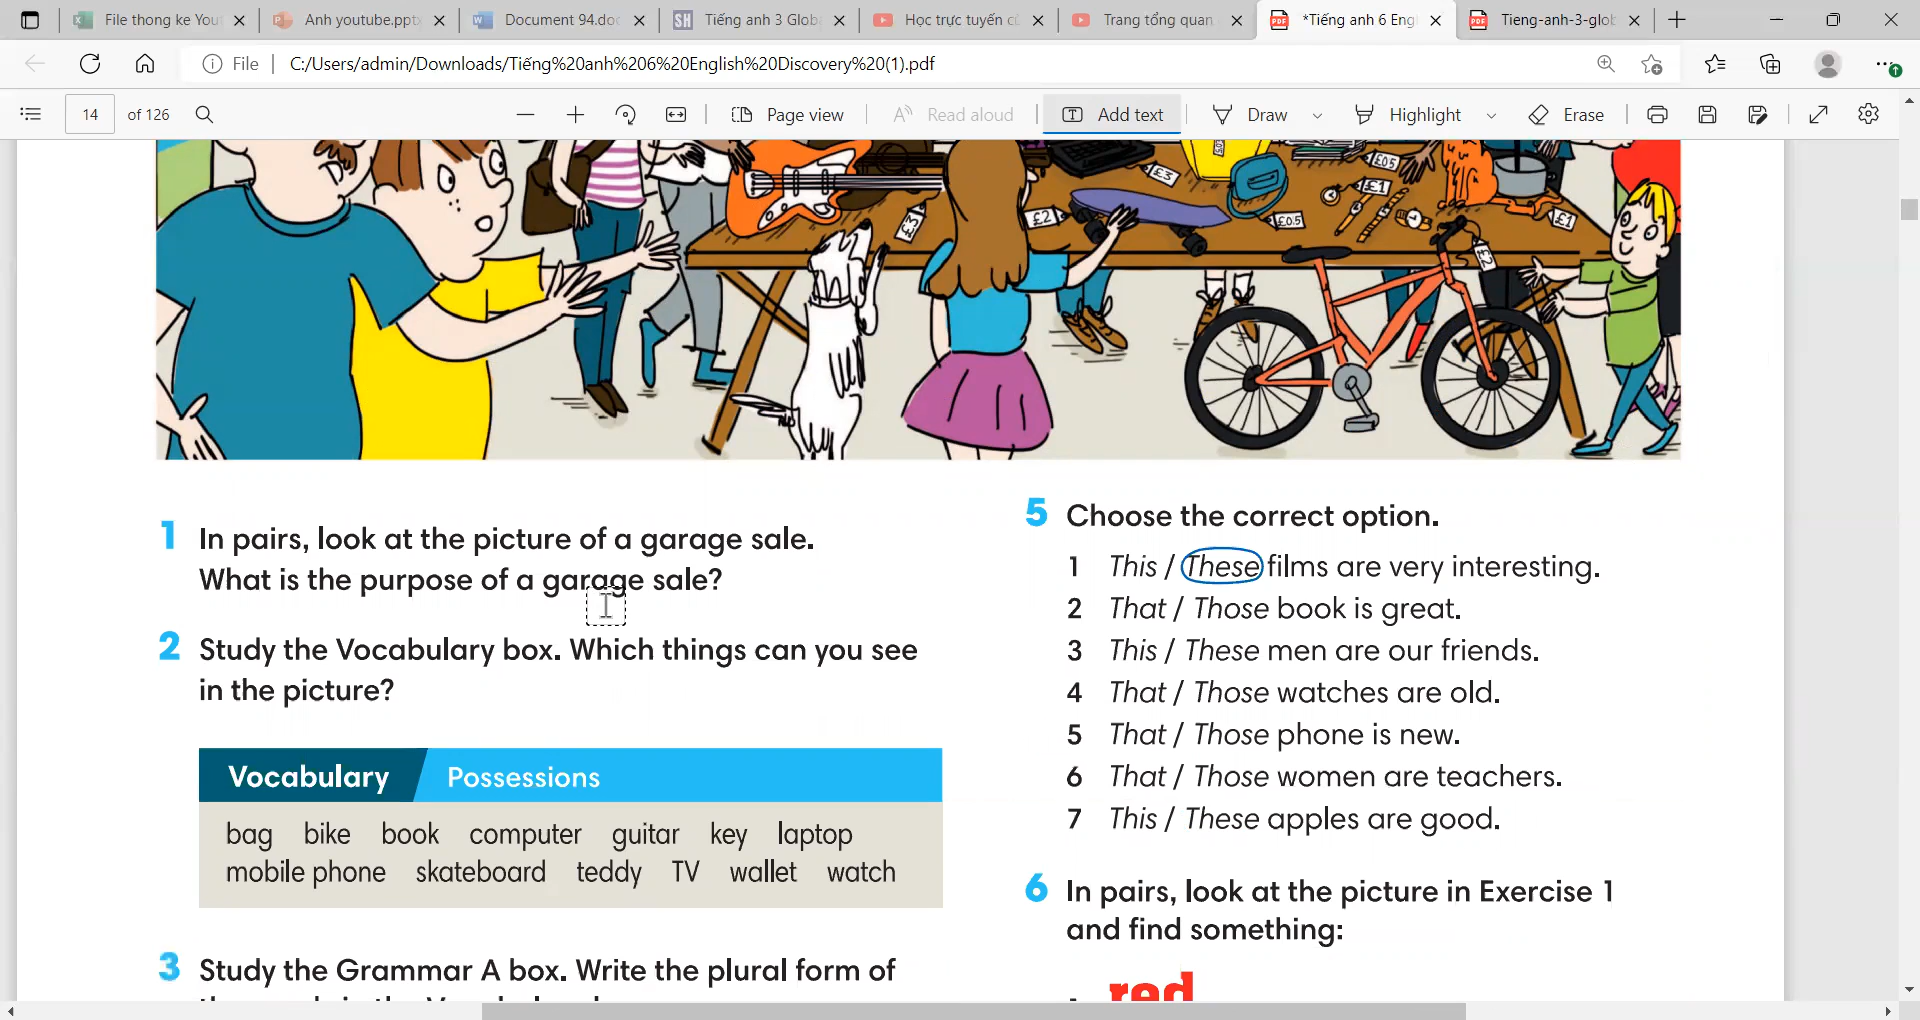 File thong ke You
Anh youtube.ppt
Document 94.doc
Tiếng anh 3 Glob
Học trực tuyến c
Trang tổng quan
*Tiếng anh 6 Engl
Tieng-anh-3-glob
File
C:/Users/admin/Downloads/Tiếng%20anh%206%20English%20Discovery%20(1).pdf
14 of 126
Page view
Read aloud
Add text
Draw
Highlight
Erase
£05
£3
£05
£1
£3
£2
£0.5
£1
£2
1 In pairs, look at the picture of a garage sale.
What is the purpose of a garage sale?
2 Study the Vocabulary box. Which things can you see
in the picture?
Vocabulary Possessions
bag bike book computer guitar key laptop
mobile phone skateboard teddy TV wallet watch
3 Study the Grammar A box. Write the plural form of
5 Choose the correct option.
1 This / These films are very interesting.
2 That / Those book is great.
3 This / These men are our friends.
4 That / Those watches are old.
5 That / Those phone is new.
6 That / Those women are teachers.
7 This / These apples are good.
6 In pairs, look at the picture in Exercise 1
and find something:
red